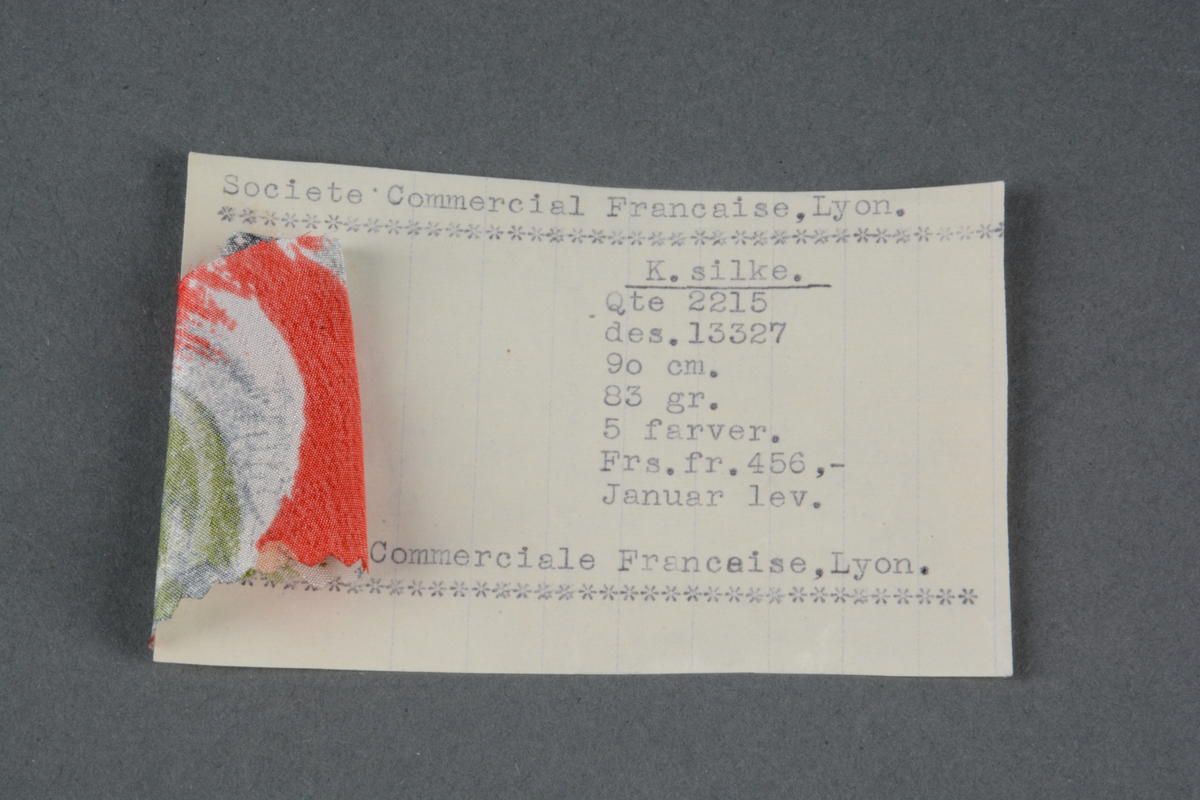 Societe Commercial Francaise,Lyon.
***************************************
K.silke.
Qte 2215
des.13327
9o cm.
83 gr.
5 farver.
Frs.fr.456,-
Januar lev.
Commerciale Francaise,Lyon.
***********************************